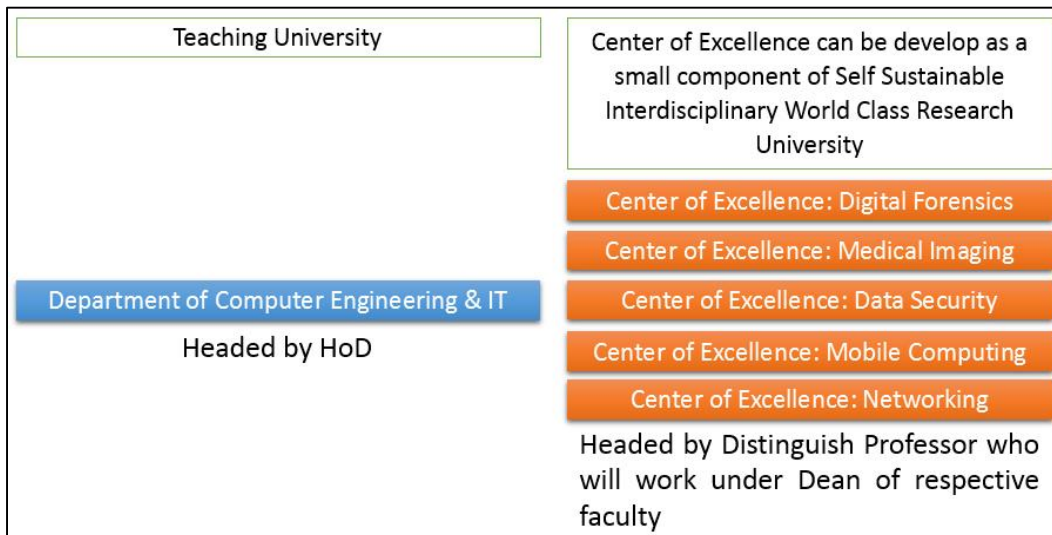 Teaching University
Department of Computer Engineering & IT
Headed by HoD
Center of Excellence can be develop as a
small component of Self Sustainable
Interdisciplinary World Class Research
University
Center of Excellence: Digital Forensics
Center of Excellence: Medical Imaging
Center of Excellence: Data Security
Center of Excellence: Mobile Computing
Center of Excellence: Networking
Headed by Distinguish Professor who
will work under Dean of respective
faculty